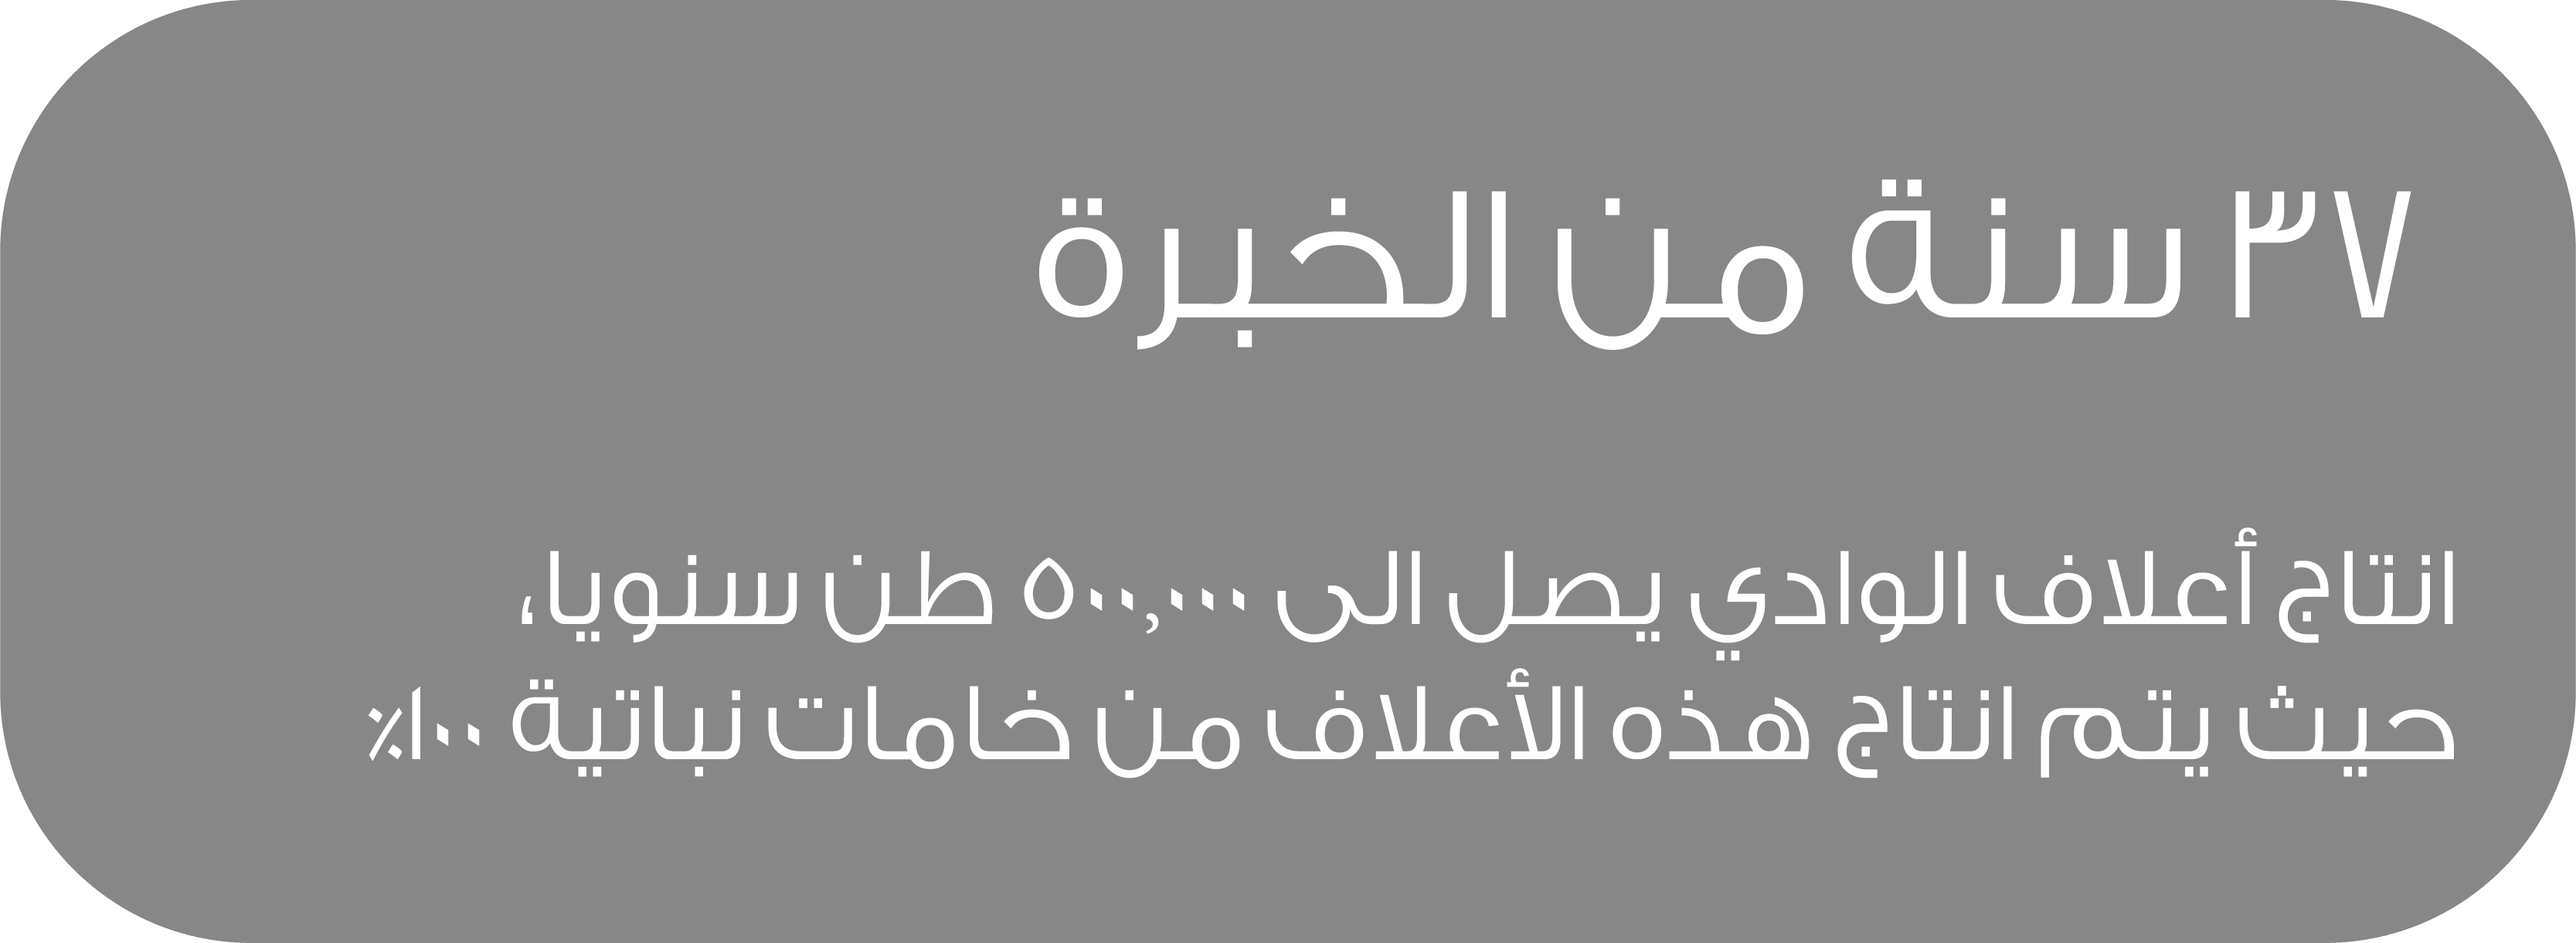 ٣٧ سنة من الخبرة
انتاج أعلاف الوادي يصل الى ٥٠٠,٠٠٠ طن سنويا،
حيث يتم انتاج هذه الأعلاف من خامات نباتية ١٠٠٪